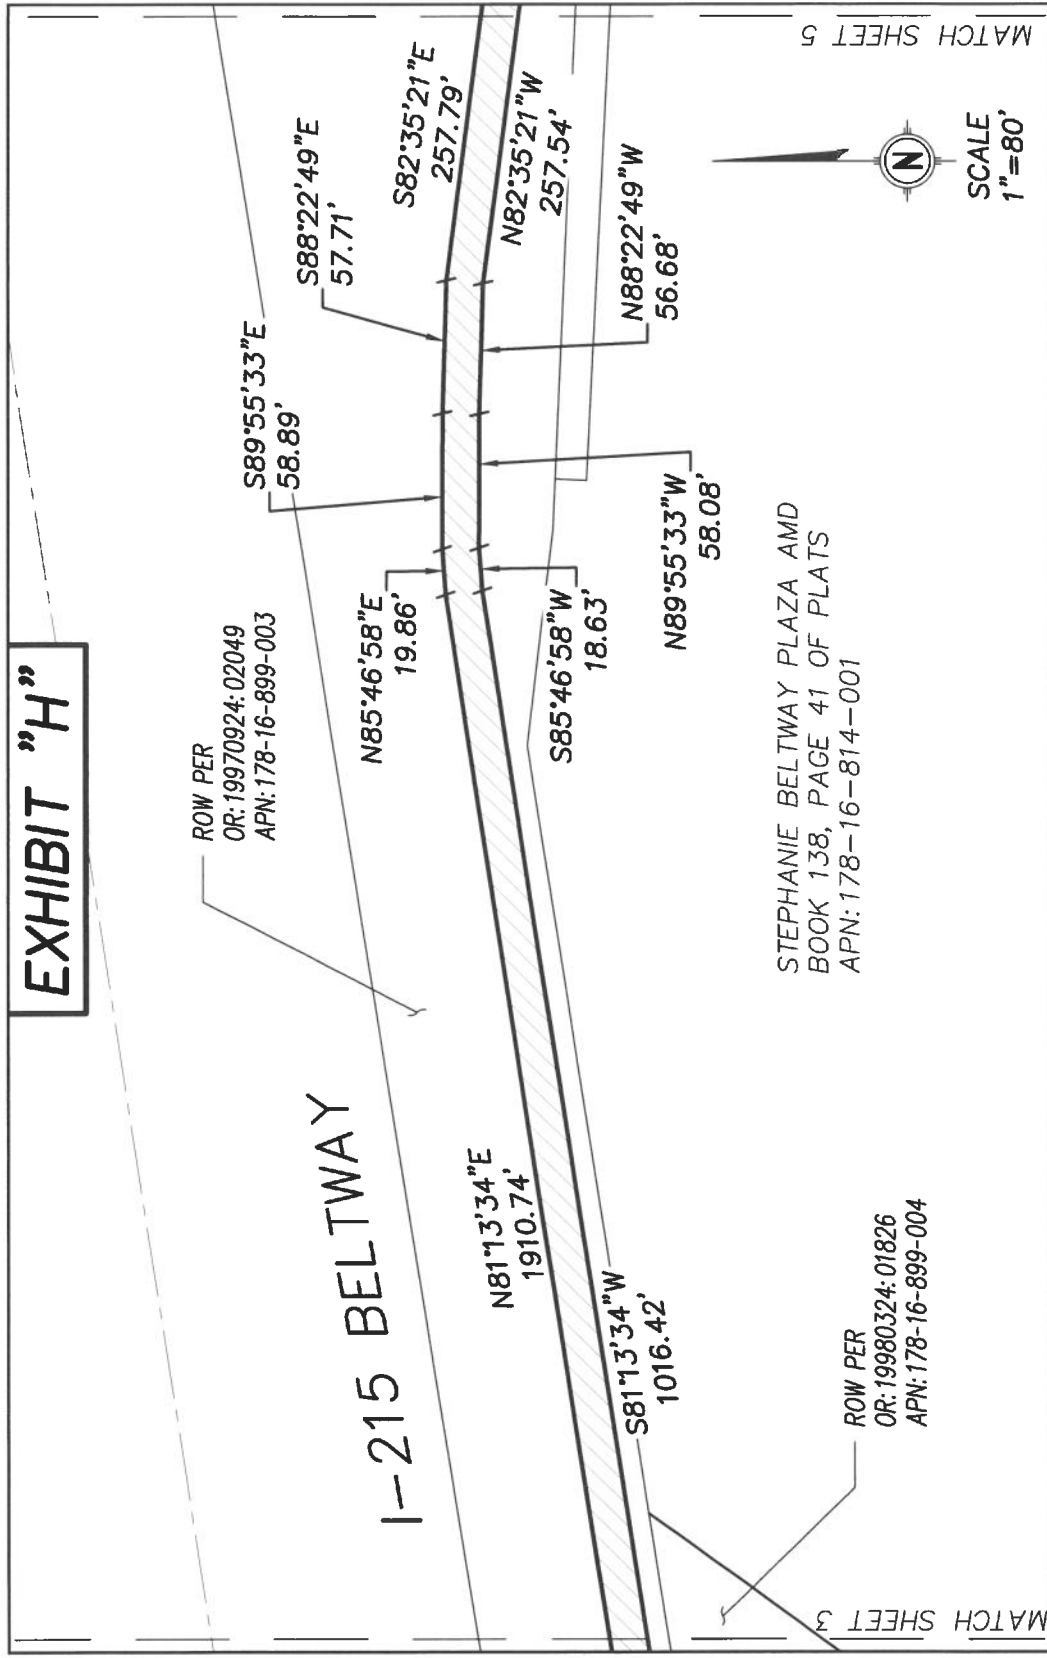 EXHIBIT "H"
ROW PER
OR:19970924:02049
APN:178-16-899-003
I-215 BELTWAY
N81°13'34"E
1910.74'
S81°13'34"W
1016.42'
N85°46'58"E
19.86'
S85°46'58"W
18.63'
S89°55'33"E
58.89'
N89°55'33"W
58.08'
S88°22'49"E
57.71'
N88°22'49"W
56.68'
S82°35'21"E
257.79'
N82°35'21"W
257.54'
STEPHANIE BELTWAY PLAZA AMD
BOOK 138, PAGE 41 OF PLATS
APN:178-16-814-001
ROW PER
OR:19980324:01826
APN:178-16-899-004
MATCH SHEET 3
MATCH SHEET 5
N
SCALE
1"=80'